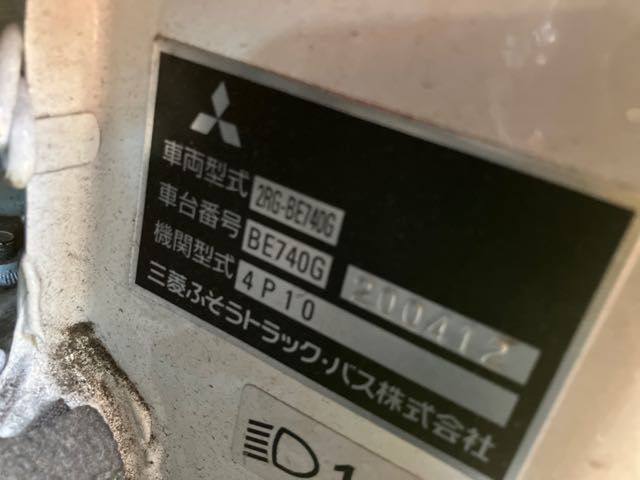 車両型式 2RG-BE740G
車台番号 BE740G 200412
機関型式 4P10
三菱ふそうトラック・バス株式会社
1